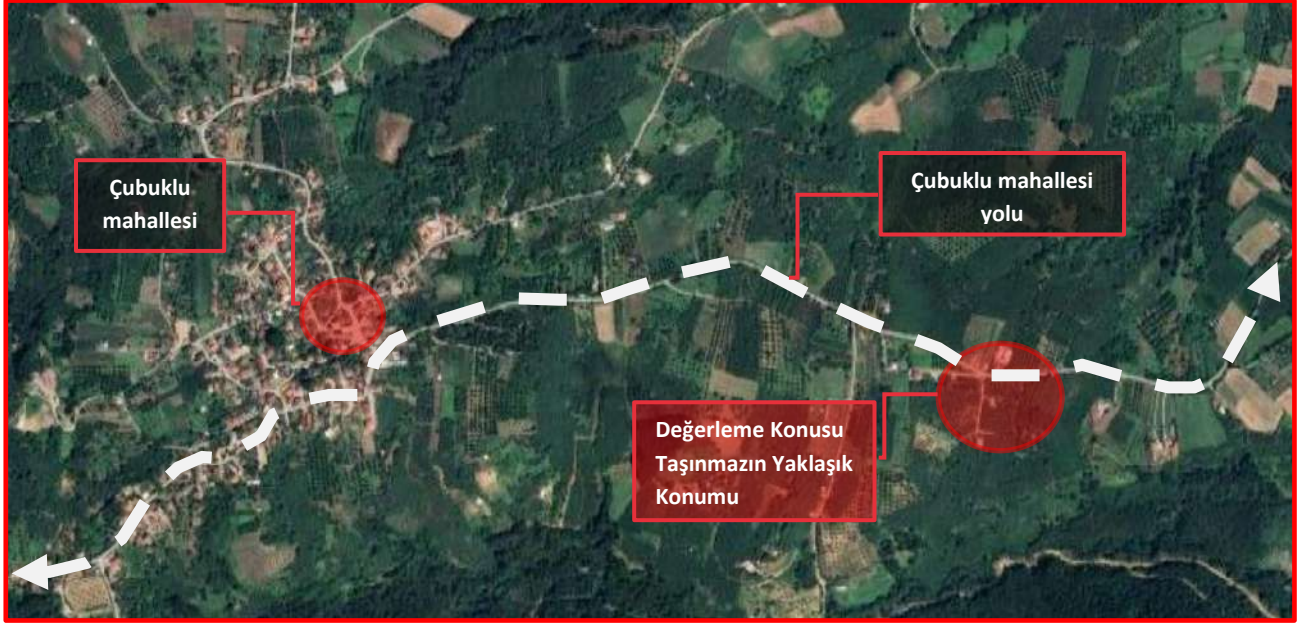 Çubuklu
mahallesi
Çubuklu mahallesi
yolu
Değerleme Konusu
Taşınmazın Yaklaşık
Konumu